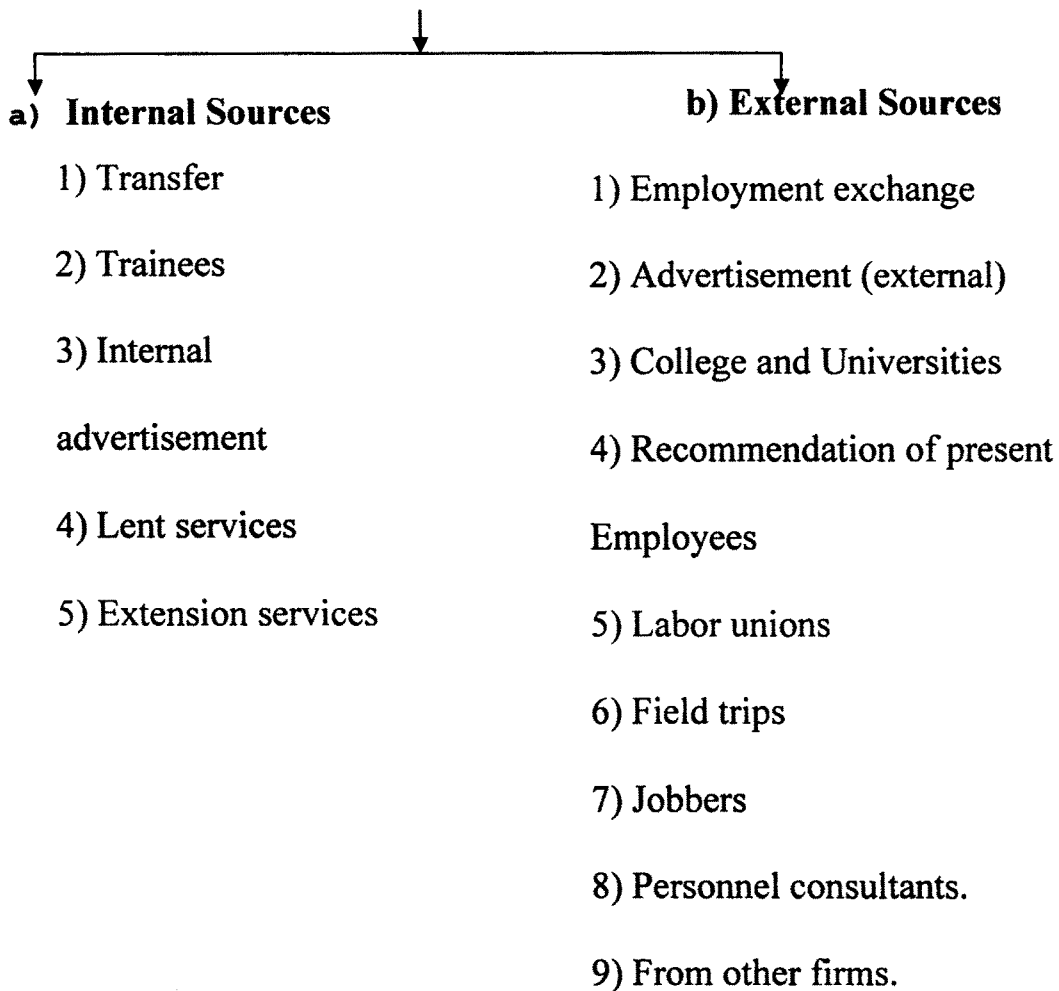 a) Internal Sources
1) Transfer
2) Trainees
3) Internal
advertisement
4) Lent services
5) Extension services
b) External Sources
1) Employment exchange
2) Advertisement (external)
3) College and Universities
4) Recommendation of present
Employees
5) Labor unions
6) Field trips
7) Jobbers
8) Personnel consultants.
9) From other firms.